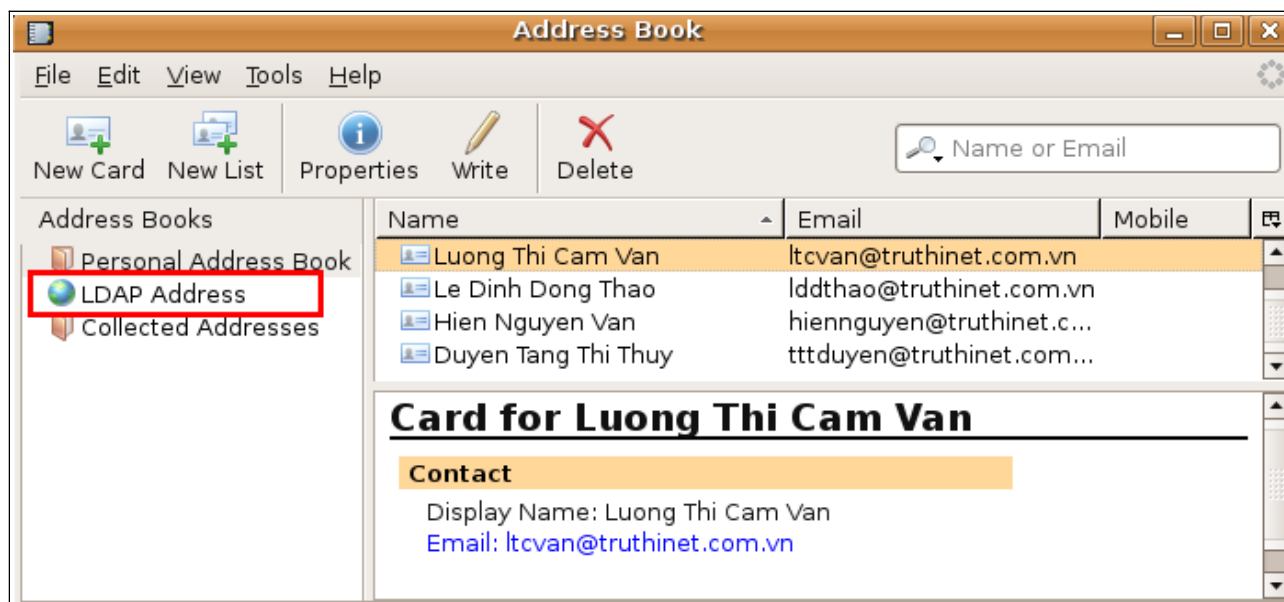 Address Book
File Edit View Tools Help
New Card New List Properties Write Delete Name or Email
Address Books Name Email Mobile
Personal Address Book Luong Thi Cam Van ltcvan@truthinet.com.vn
LDAP Address Le Dinh Dong Thao lddthao@truthinet.com.vn
Collected Addresses Hien Nguyen Van hiennguyen@truthinet.c...
Duyen Tang Thi Thuy tttduyen@truthinet.com...
Card for Luong Thi Cam Van
Contact
Display Name: Luong Thi Cam Van
Email: ltcvan@truthinet.com.vn